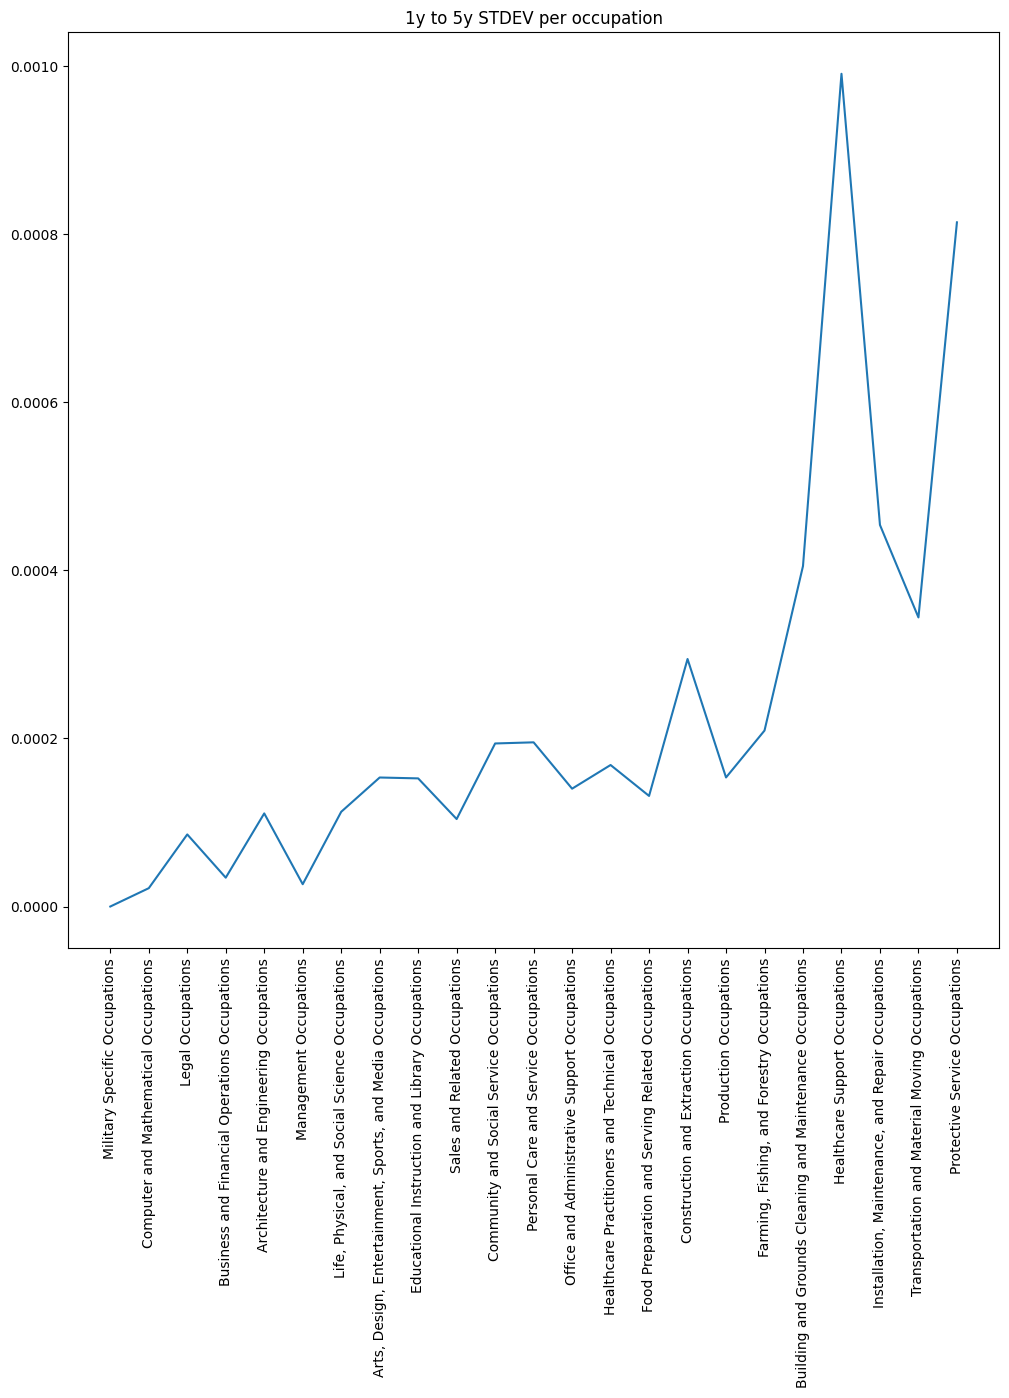 1y to 5y STDEV per occupation
0.0010
0.0008
0.0006
0.0004
0.0002
0.0000
Military Specific Occupations
Computer and Mathematical Occupations
Legal Occupations
Business and Financial Operations Occupations
Architecture and Engineering Occupations
Management Occupations
Life, Physical, and Social Science Occupations
Arts, Design, Entertainment, Sports, and Media Occupations
Educational Instruction and Library Occupations
Sales and Related Occupations
Community and Social Service Occupations
Personal Care and Service Occupations
Office and Administrative Support Occupations
Healthcare Practitioners and Technical Occupations
Food Preparation and Serving Related Occupations
Construction and Extraction Occupations
Production Occupations
Farming, Fishing, and Forestry Occupations
Building and Grounds Cleaning and Maintenance Occupations
Healthcare Support Occupations
Installation, Maintenance, and Repair Occupations
Transportation and Material Moving Occupations
Protective Service Occupations